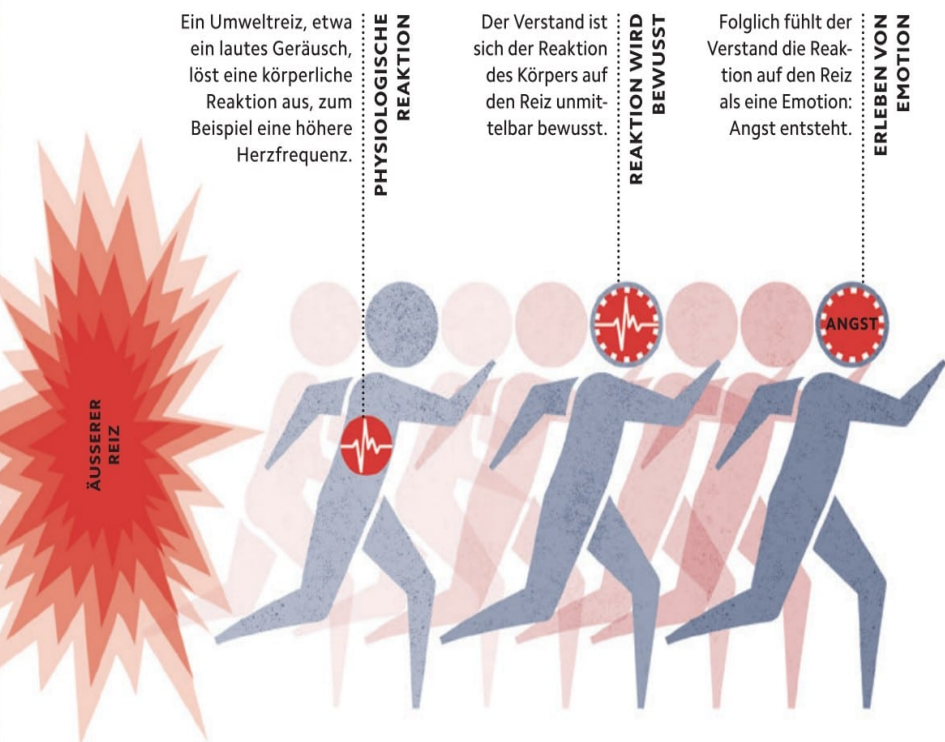 Ein Umweltreiz, etwa
ein lautes Geräusch,
löst eine körperliche
Reaktion aus, zum
Beispiel eine höhere
Herzfrequenz.
PHYSIOLOGISCHE
REAKTION
Der Verstand ist
sich der Reaktion
des Körpers auf
den Reiz unmit-
telbar bewusst.
REAKTION WIRD
BEWUSST
Folglich fühlt der
Verstand die Reak-
tion auf den Reiz
als eine Emotion:
Angst entsteht.
ERLEBEN VON
EMOTION
ÄUSSERER
REIZ
ANGST